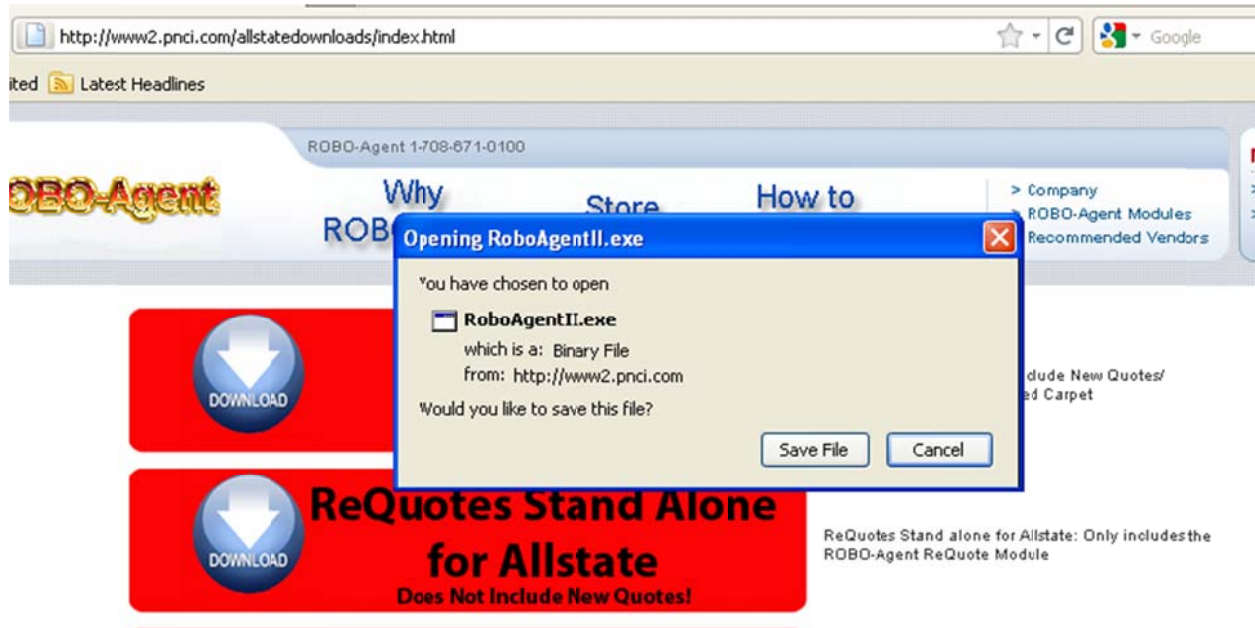 http://www2.pnci.com/allstatedownloads/index.html
Google
ited Latest Headlines
ROBO-Agent 1-708-671-0100
OBO-Agent
Why
ROB
Store
How to
> Company
> ROBO-Agent Modules
Recommended Vendors
Opening RoboAgentII.exe
You have chosen to open
RoboAgentII.exe
which is a: Binary File
from: http://www2.pnci.com
Would you like to save this file?
Save File
Cancel
DOWNLOAD
clude New Quotes/
ed Carpet
DOWNLOAD
ReQuotes Stand Alone
for Allstate
Does Not Include New Quotes!
ReQuotes Stand alone for Allstate: Only includes the
ROBO-Agent ReQuote Module